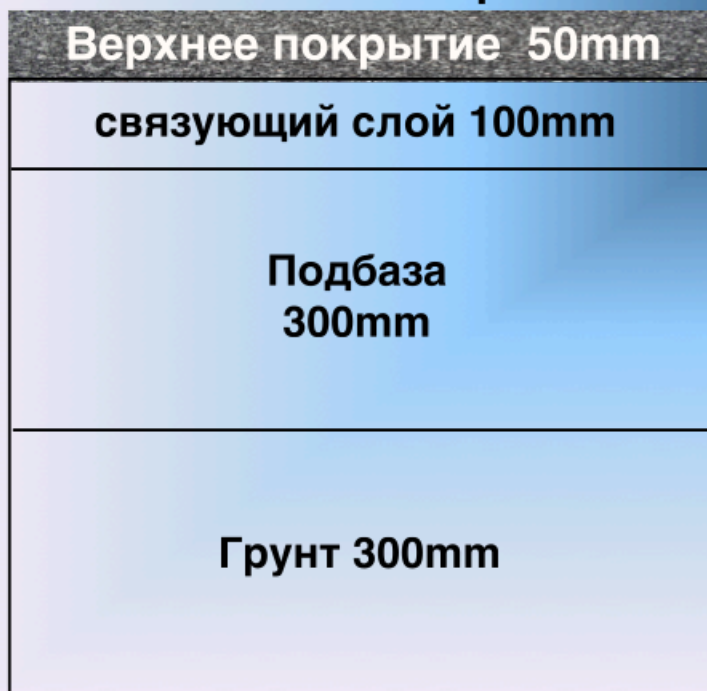 Верхнее покрытие 50mm
связующий слой 100mm
Подбаза
300mm
Грунт 300mm